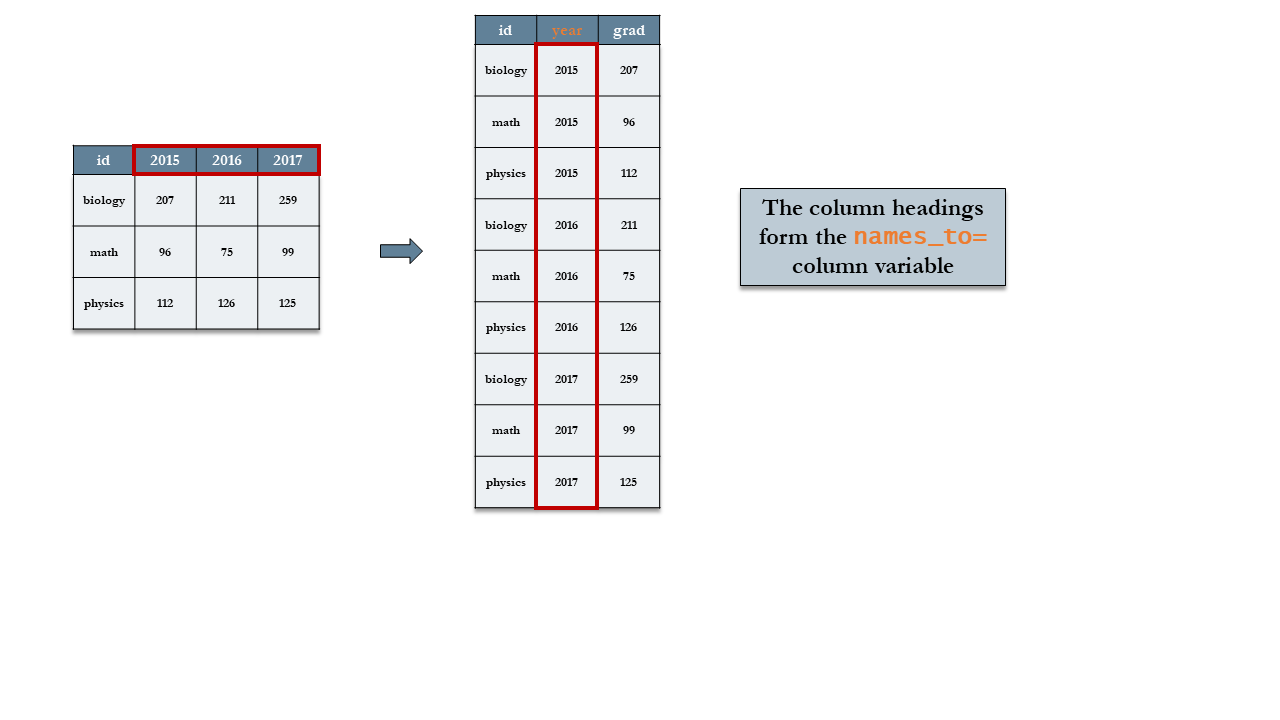 id 2015 2016 2017
biology 207 211 259
math 96 75 99
physics 112 126 125
id year grad
biology 2015 207
math 2015 96
physics 2015 112
biology 2016 211
math 2016 75
physics 2016 126
biology 2017 259
math 2017 99
physics 2017 125
The column headings
form the names_to=
column variable